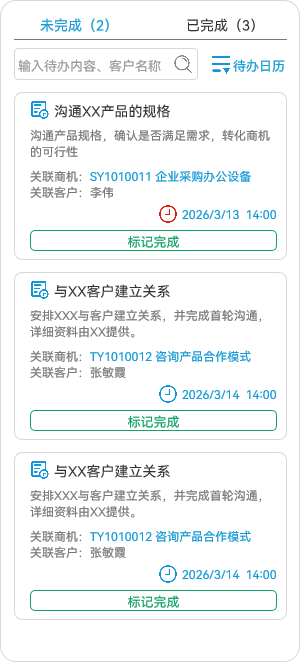 未完成（2）
已完成（3）
输入待办内容、客户名称
待办日历
沟通XX产品的规格
沟通产品规格，确认是否满足需求，转化商机
的可行性
关联商机：SY1010011 企业采购办公设备
关联客户：李伟
2026/3/13 14:00
标记完成
与XX客户建立关系
安排XXX与客户建立关系，并完成首轮沟通，
详细资料由XX提供。
关联商机：TY1010012 咨询产品合作模式
关联客户：张敏霞
2026/3/14 14:00
标记完成
与XX客户建立关系
安排XXX与客户建立关系，并完成首轮沟通，
详细资料由XX提供。
关联商机：TY1010012 咨询产品合作模式
关联客户：张敏霞
2026/3/14 14:00
标记完成